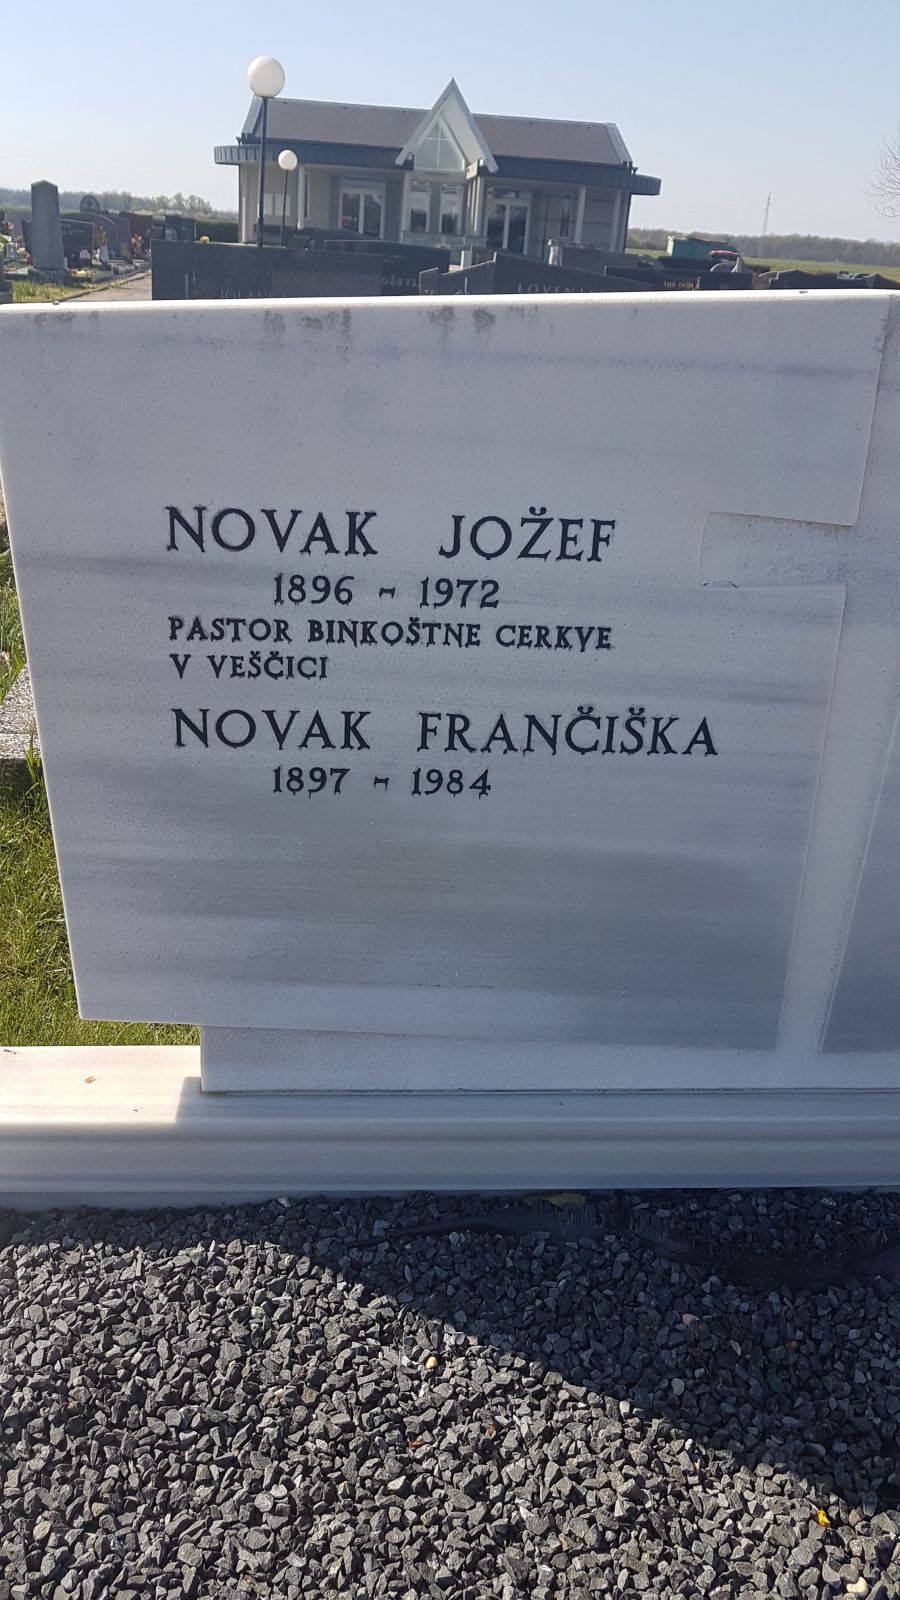 NOVAK JOŽEF
1896 - 1972
PASTOR BINKOŠTNE CERKVE
V VEŠČICI
NOVAK FRANČIŠKA
1897 - 1984